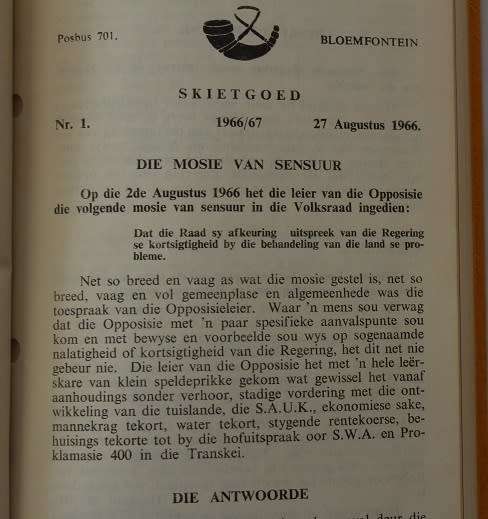 Posbus 701. BLOEMFONTEIN
SKIETGOED
Nr. 1. 1966/67 27 Augustus 1966.
DIE MOSIE VAN SENSUUR
Op die 2de Augustus 1966 het die leier van die Opposisie
die volgende mosie van sensuur in die Volksraad ingedien:
Dat die Raad sy afkeuring uitspreek van die Regering
se kortsigtigheid by die behandeling van die land se pro-
bleme.
Net so breed en vaag as wat die mosie gestel is, net so
breed, vaag en vol gemeenplase en algemeenhede was die
toespraak van die Opposisieleier. Waar 'n mens sou verwag
dat die Opposisie met 'n paar spesifieke aanvalspunte sou
kom en met bewyse en voorbeelde sou wys op sogenaamde
nalatigheid of kortsigtigheid van die Regering, het dit net nie
gebeur nie. Die leier van die Opposisie het met 'n hele leër-
skare van klein speldeprikke gekom wat gewissel het vanaf
aanhoudings sonder verhoor, stadige vordering met die ont-
wikkeling van die tuislande, die S.A.U.K., ekonomiese sake,
mannekrag tekort, water tekort, stygende rentekoerse, be-
huisings tekorte tot by die hofuitspraak oor S.W.A. en Pro-
klamasie 400 in die Transkei.
DIE ANTWOORDE
deur die